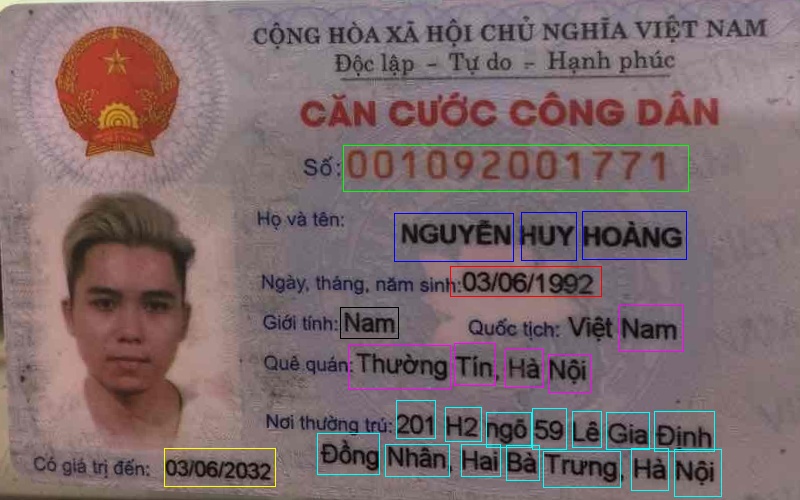 CỘNG HÒA XÃ HỘI CHỦ NGHĨA VIỆT NAM
Độc lập - Tự do - Hạnh phúc
CĂN CƯỚC CÔNG DÂN
Số: 001092001771
Họ và tên: NGUYỄN HUY HOÀNG
Ngày, tháng, năm sinh: 03/06/1992
Giới tính: Nam Quốc tịch: Việt Nam
Quê quán: Thường Tín, Hà Nội
Nơi thường trú: 201 H2 ngõ 59 Lê Gia Định
Đồng Nhân, Hai Bà Trưng, Hà Nội
Có giá trị đến: 03/06/2032